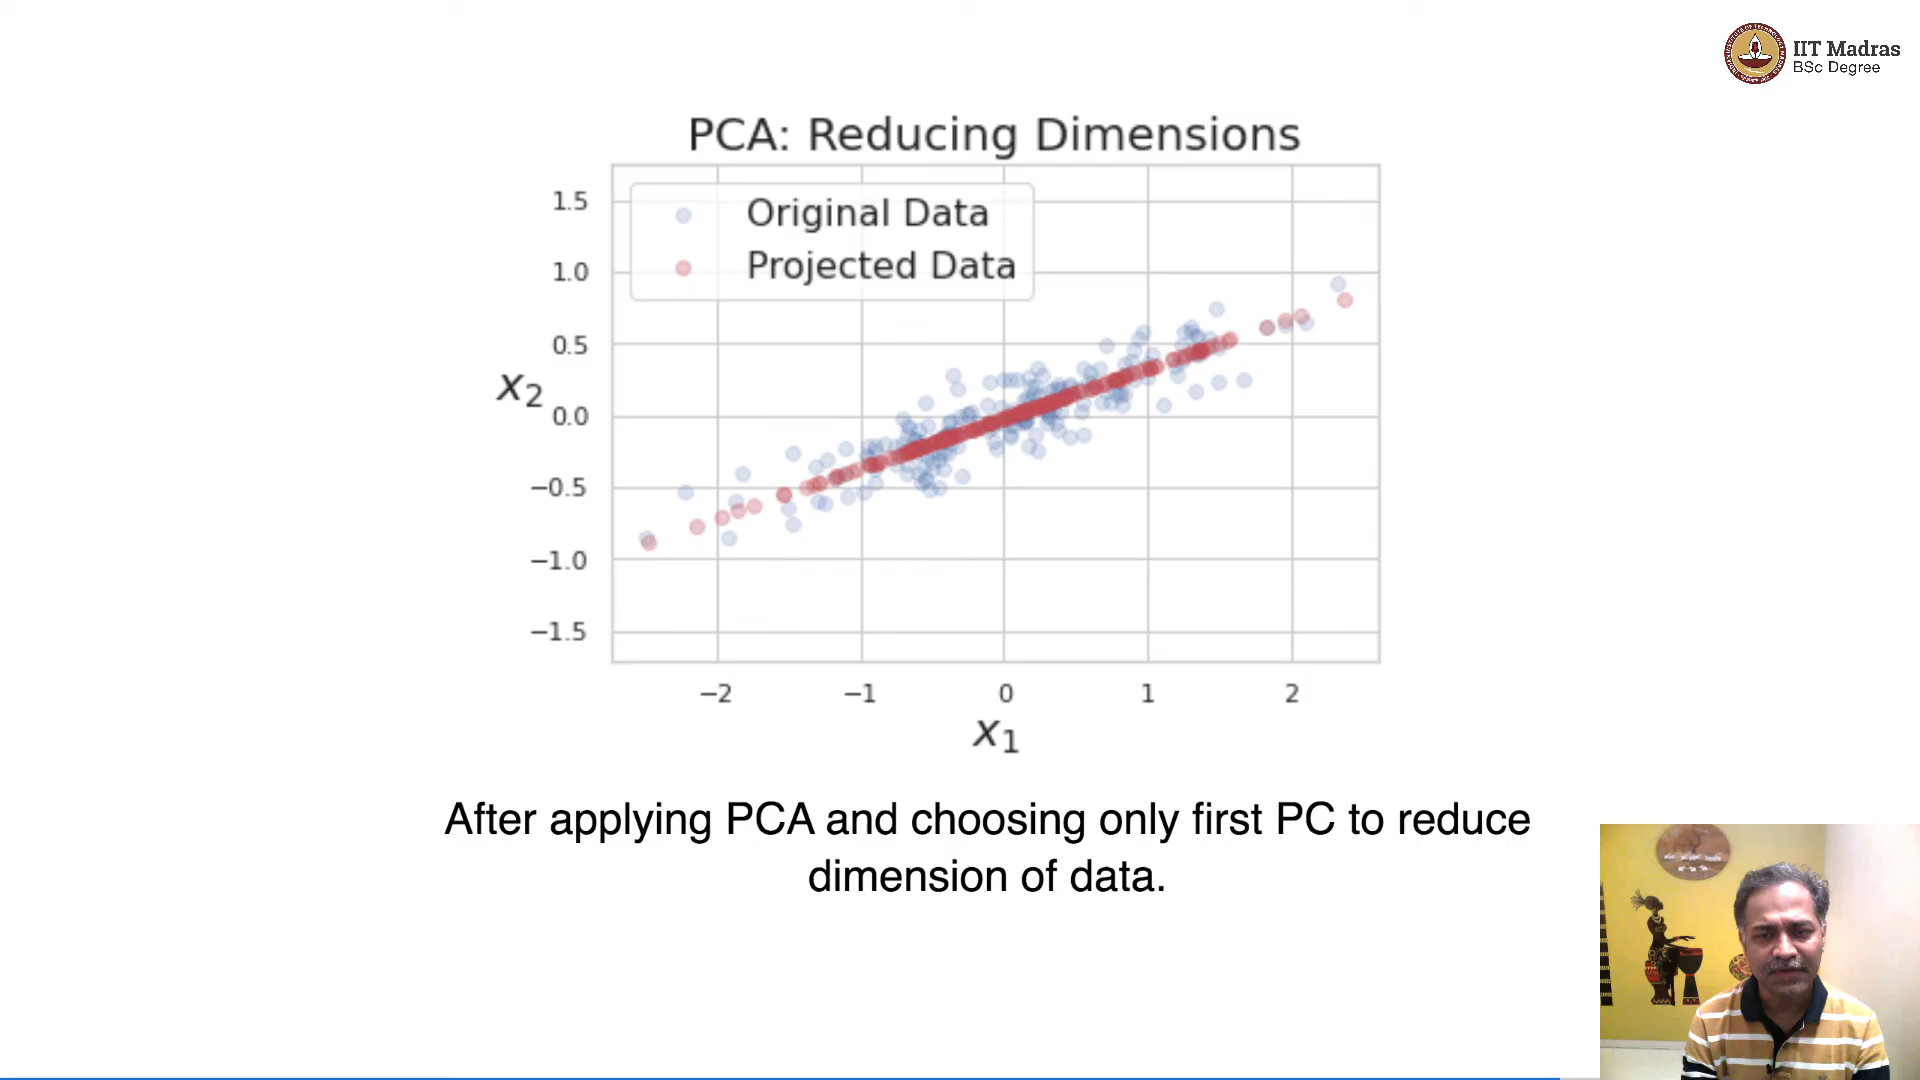 IIT Madras
BSc Degree
PCA: Reducing Dimensions
Original Data
Projected Data
1.5
1.0
0.5
0.0
−0.5
−1.0
−1.5
x2
−2 −1 0 1 2
x1
After applying PCA and choosing only first PC to reduce
dimension of data.